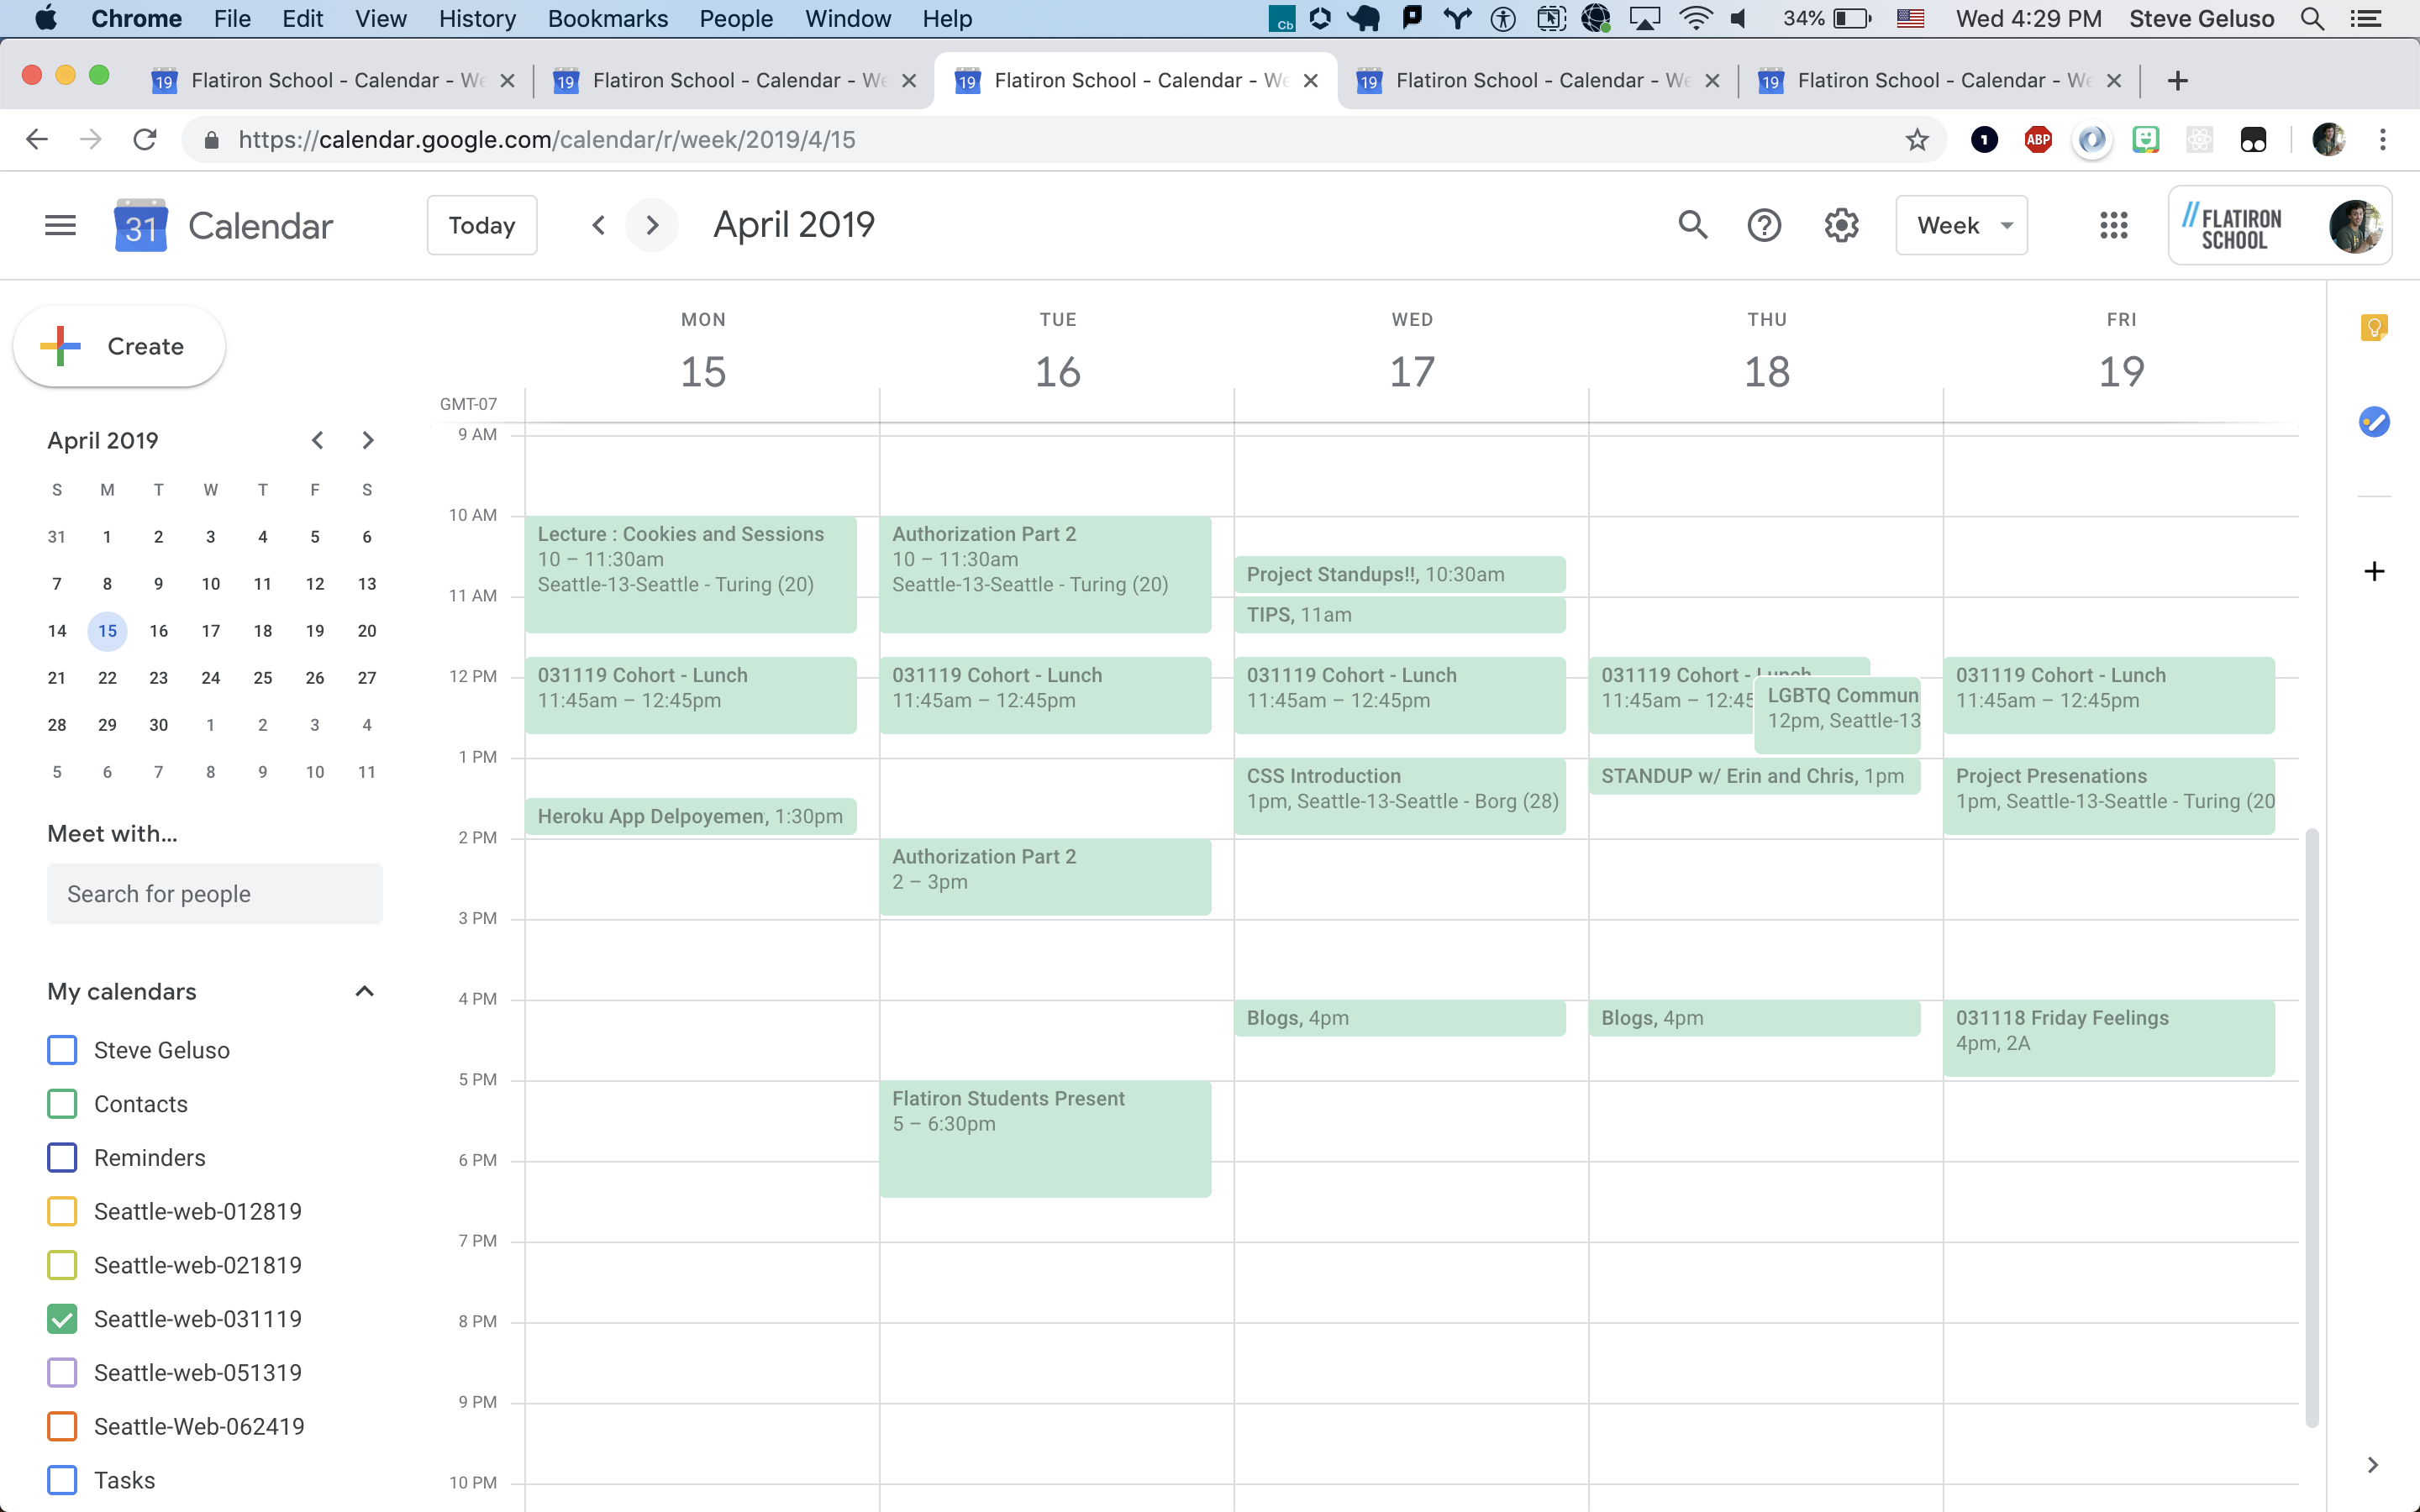 Chrome File Edit View History Bookmarks People Window Help
Cb 34% Wed 4:29 PM Steve Geluso
19 Flatiron School - Calendar - We
19 Flatiron School - Calendar - We
19 Flatiron School - Calendar - We
19 Flatiron School - Calendar - We
19 Flatiron School - Calendar - We
https://calendar.google.com/calendar/r/week/2019/4/15
1 ABP
31 Calendar Today April 2019 Week
// FLATIRON
SCHOOL
Create
April 2019
S M T W T F S
31 1 2 3 4 5 6
7 8 9 10 11 12 13
14 15 16 17 18 19 20
21 22 23 24 25 26 27
28 29 30 1 2 3 4
5 6 7 8 9 10 11
Meet with...
Search for people
My calendars
Steve Geluso
Contacts
Reminders
Seattle-web-012819
Seattle-web-021819
Seattle-web-031119
Seattle-web-051319
Seattle-Web-062419
Tasks
GMT-07
9 AM
10 AM
11 AM
12 PM
1 PM
2 PM
3 PM
4 PM
5 PM
6 PM
7 PM
8 PM
9 PM
10 PM
MON
15
Lecture : Cookies and Sessions
10 – 11:30am
Seattle-13-Seattle - Turing (20)
031119 Cohort - Lunch
11:45am – 12:45pm
Heroku App Delpoyemen, 1:30pm
TUE
16
Authorization Part 2
10 – 11:30am
Seattle-13-Seattle - Turing (20)
031119 Cohort - Lunch
11:45am – 12:45pm
Authorization Part 2
2 – 3pm
Flatiron Students Present
5 – 6:30pm
WED
17
Project Standups!!, 10:30am
TIPS, 11am
031119 Cohort - Lunch
11:45am – 12:45pm
CSS Introduction
1pm, Seattle-13-Seattle - Borg (28)
Blogs, 4pm
THU
18
031119 Cohort - Lunch
11:45am – 12:45
LGBTQ Commun
12pm, Seattle-13
STANDUP w/ Erin and Chris, 1pm
Blogs, 4pm
FRI
19
031119 Cohort - Lunch
11:45am – 12:45pm
Project Presenations
1pm, Seattle-13-Seattle - Turing (20
031118 Friday Feelings
4pm, 2A